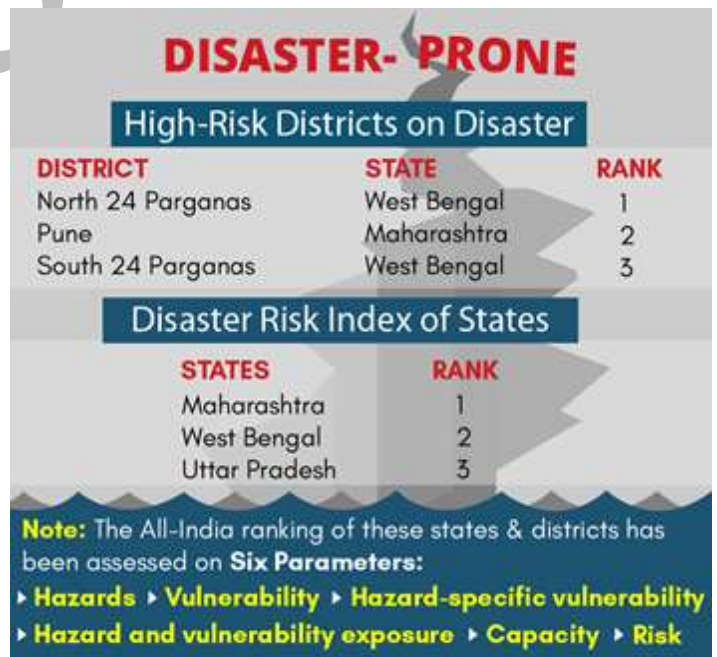 DISASTER- PRONE
High-Risk Districts on Disaster
DISTRICT STATE RANK
North 24 Parganas West Bengal 1
Pune Maharashtra 2
South 24 Parganas West Bengal 3
Disaster Risk Index of States
STATES RANK
Maharashtra 1
West Bengal 2
Uttar Pradesh 3
Note: The All-India ranking of these states & districts has
been assessed on Six Parameters:
▸ Hazards ▸ Vulnerability ▸ Hazard-specific vulnerability
▸ Hazard and vulnerability exposure ▸ Capacity ▸ Risk